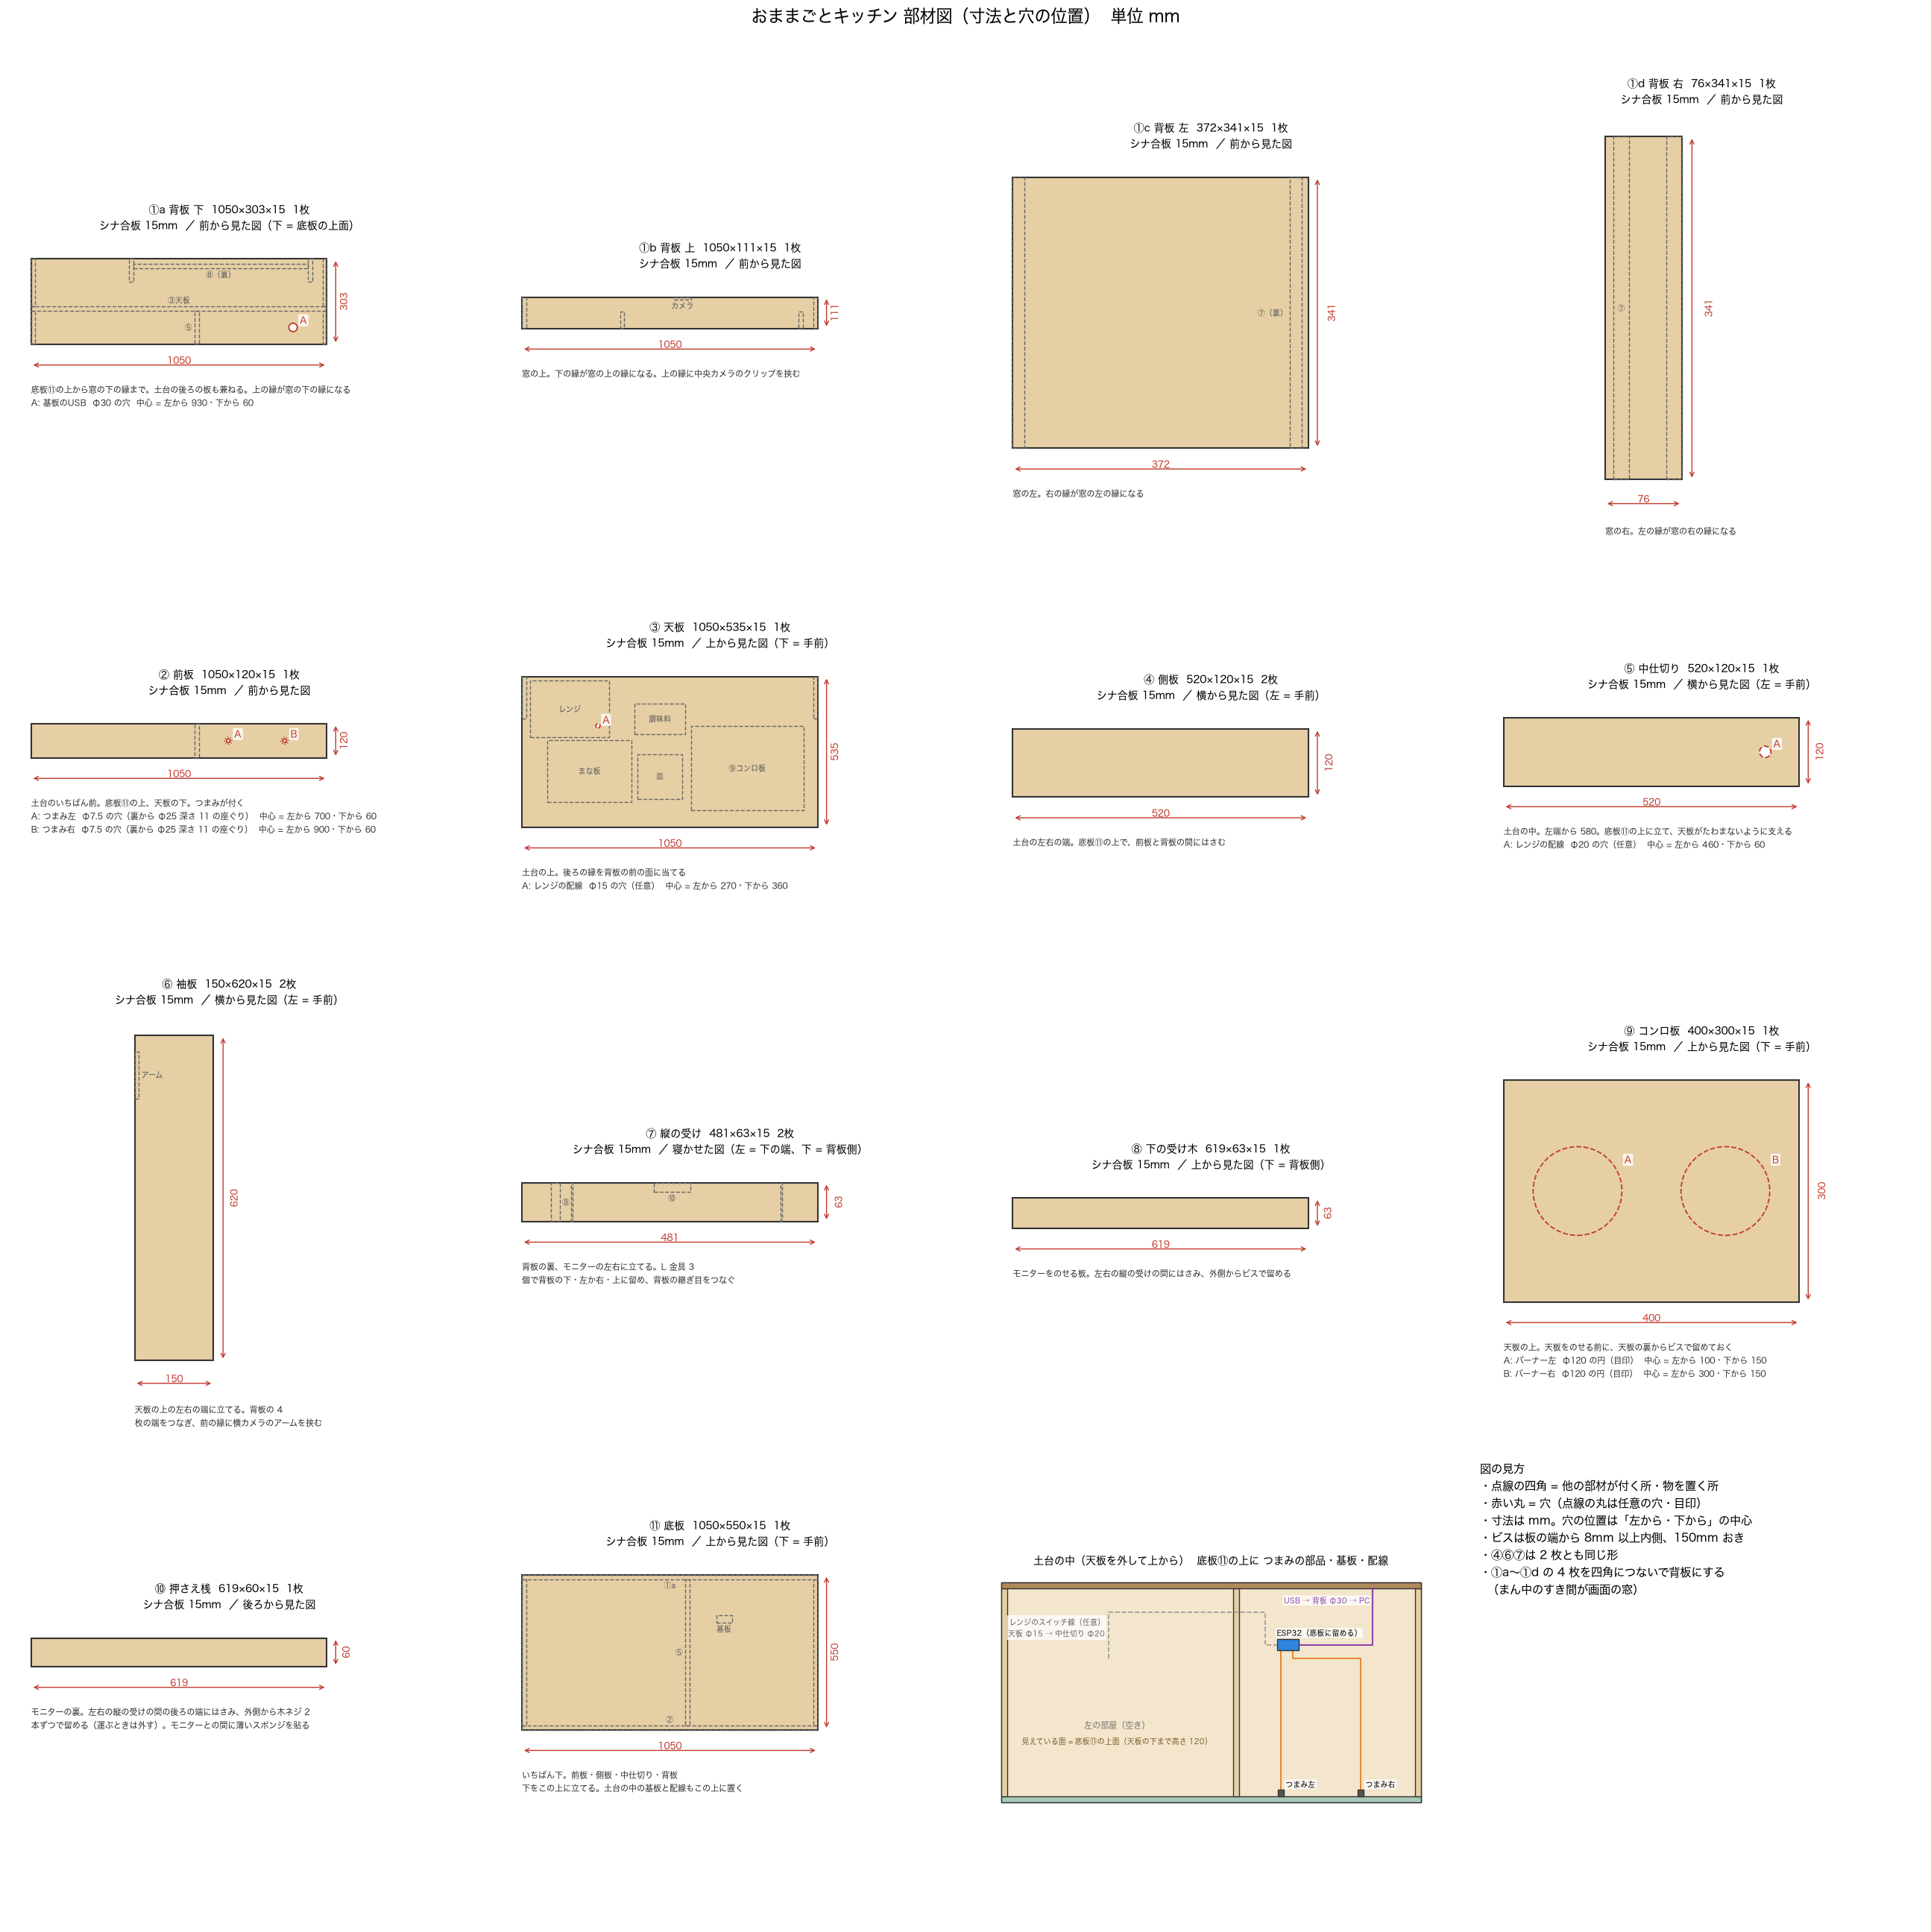 おままごとキッチン 部材図（寸法と穴の位置）　単位 mm
①a 背板 下  1050×303×15  1枚
シナ合板 15mm  ／ 前から見た図（下 = 底板の上面）
⑧（裏）
③天板
⑤
A
303
1050
底板⑪の上から窓の下の縁まで。土台の後ろの板も兼ねる。上の縁が窓の下の縁になる
A: 基板のUSB  Φ30 の穴  中心 = 左から 930・下から 60
①b 背板 上  1050×111×15  1枚
シナ合板 15mm  ／ 前から見た図
カメラ
111
1050
窓の上。下の縁が窓の上の縁になる。上の縁に中央カメラのクリップを挟む
①c 背板 左  372×341×15  1枚
シナ合板 15mm  ／ 前から見た図
⑦（裏）
341
372
窓の左。右の縁が窓の左の縁になる
①d 背板 右  76×341×15  1枚
シナ合板 15mm  ／ 前から見た図
⑦
341
76
窓の右。左の縁が窓の右の縁になる
② 前板  1050×120×15  1枚
シナ合板 15mm  ／ 前から見た図
A
B
120
1050
土台のいちばん前。底板⑪の上、天板の下。つまみが付く
A: つまみ左  Φ7.5 の穴（裏から Φ25 深さ 11 の座ぐり）  中心 = 左から 700・下から 60
B: つまみ右  Φ7.5 の穴（裏から Φ25 深さ 11 の座ぐり）  中心 = 左から 900・下から 60
③ 天板  1050×535×15  1枚
シナ合板 15mm  ／ 上から見た図（下 = 手前）
レンジ
A
調味料
まな板
皿
⑨コンロ板
535
1050
土台の上。後ろの縁を背板の前の面に当てる
A: レンジの配線  Φ15 の穴（任意）  中心 = 左から 270・下から 360
④ 側板  520×120×15  2枚
シナ合板 15mm  ／ 横から見た図（左 = 手前）
120
520
土台の左右の端。底板⑪の上で、前板と背板の間にはさむ
⑤ 中仕切り  520×120×15  1枚
シナ合板 15mm  ／ 横から見た図（左 = 手前）
A
120
520
土台の中。左端から 580。底板⑪の上に立て、天板がたわまないように支える
A: レンジの配線  Φ20 の穴（任意）  中心 = 左から 460・下から 60
⑥ 袖板  150×620×15  2枚
シナ合板 15mm  ／ 横から見た図（左 = 手前）
アーム
620
150
天板の上の左右の端に立てる。背板の 4
枚の端をつなぎ、前の縁に横カメラのアームを挟む
⑦ 縦の受け  481×63×15  2枚
シナ合板 15mm  ／ 寝かせた図（左 = 下の端、下 = 背板側）
⑧
⑩
63
481
背板の裏、モニターの左右に立てる。L 金具 3
個で背板の下・左か右・上に留め、背板の継ぎ目をつなぐ
⑧ 下の受け木  619×63×15  1枚
シナ合板 15mm  ／ 上から見た図（下 = 背板側）
63
619
モニターをのせる板。左右の縦の受けの間にはさみ、外側からビスで留める
⑨ コンロ板  400×300×15  1枚
シナ合板 15mm  ／ 上から見た図（下 = 手前）
A
B
300
400
天板の上。天板をのせる前に、天板の裏からビスで留めておく
A: バーナー左  Φ120 の円（目印）  中心 = 左から 100・下から 150
B: バーナー右  Φ120 の円（目印）  中心 = 左から 300・下から 150
⑩ 押さえ桟  619×60×15  1枚
シナ合板 15mm  ／ 後ろから見た図
60
619
モニターの裏。左右の縦の受けの間の後ろの端にはさみ、外側から木ネジ 2
本ずつで留める（運ぶときは外す）。モニターとの間に薄いスポンジを貼る
⑪ 底板  1050×550×15  1枚
シナ合板 15mm  ／ 上から見た図（下 = 手前）
①a
基板
⑤
②
550
1050
いちばん下。前板・側板・中仕切り・背板
下をこの上に立てる。土台の中の基板と配線もこの上に置く
土台の中（天板を外して上から）  底板⑪の上に つまみの部品・基板・配線
USB → 背板 Φ30 → PC
レンジのスイッチ線（任意）
天板 Φ15 → 中仕切り Φ20
ESP32（底板に留める）
左の部屋（空き）
見えている面 = 底板⑪の上面（天板の下まで高さ 120）
つまみ左
つまみ右
図の見方
・点線の四角 = 他の部材が付く所・物を置く所
・赤い丸 = 穴（点線の丸は任意の穴・目印）
・寸法は mm。穴の位置は「左から・下から」の中心
・ビスは板の端から 8mm 以上内側、150mm おき
・④⑥⑦は 2 枚とも同じ形
・①a〜①d の 4 枚を四角につないで背板にする
（まん中のすき間が画面の窓）